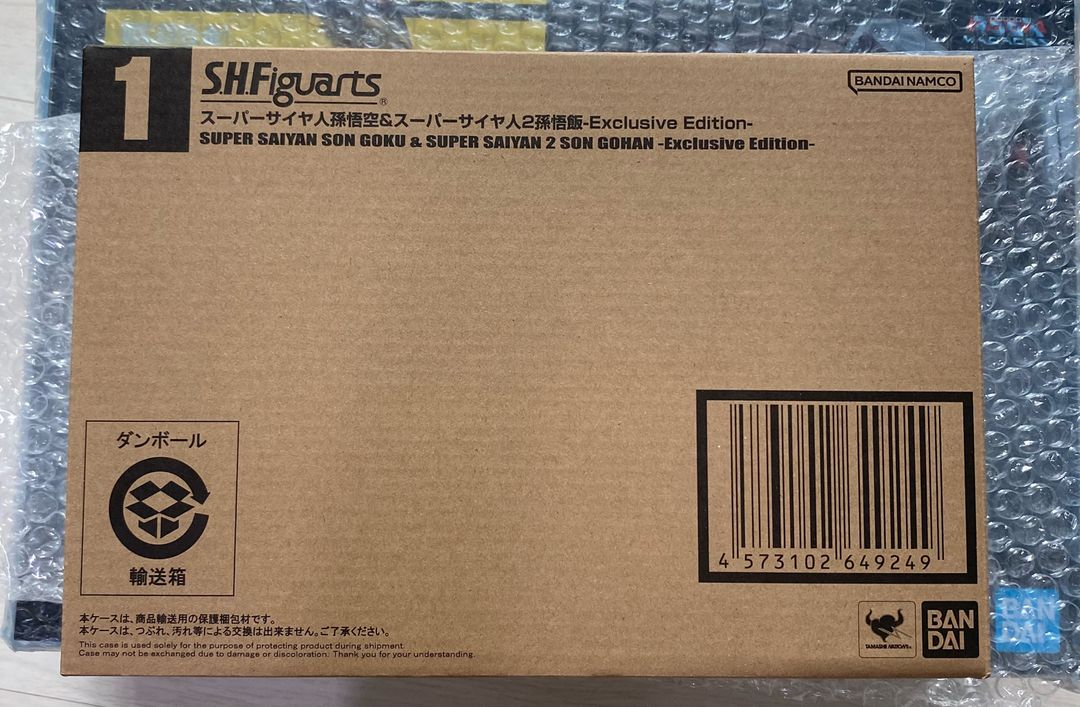 1
S.H.Figuarts
®
BANDAI NAMCO
スーパーサイヤ人孫悟空&スーパーサイヤ人2孫悟飯-Exclusive Edition-
SUPER SAIYAN SON GOKU & SUPER SAIYAN 2 SON GOHAN -Exclusive Edition-
ダンボール
輸送箱
4 573102 649249
本ケースは、商品輸送用の保護梱包材です。
本ケースは、つぶれ、汚れ等による交換は出来ません。ご了承ください。
This case is used solely for the purpose of protecting product during shipment.
Case may not be exchanged due to damage or discoloration. Thank you for your understanding.
TAMASHII NATIONS
BAN
DAI
BAN
DAI